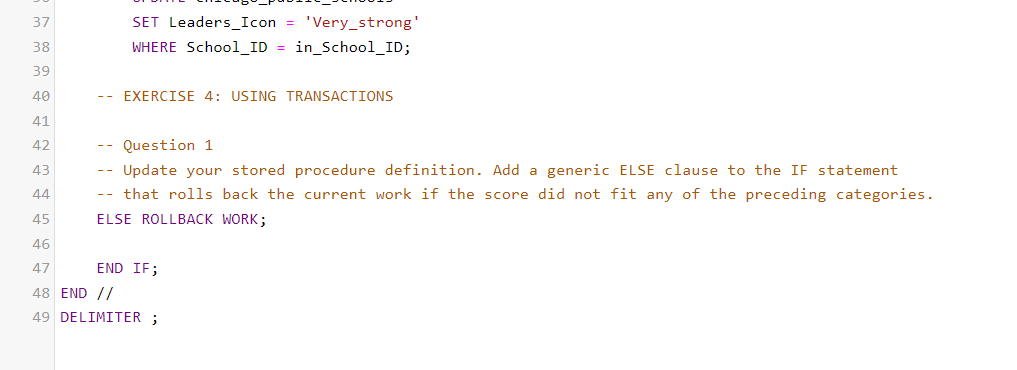 36 UPDATE chicago_public_schools
37 SET Leaders_Icon = 'Very_strong'
38 WHERE School_ID = in_School_ID;
39
40 -- EXERCISE 4: USING TRANSACTIONS
41
42 -- Question 1
43 -- Update your stored procedure definition. Add a generic ELSE clause to the IF statement
44 -- that rolls back the current work if the score did not fit any of the preceding categories.
45 ELSE ROLLBACK WORK;
46
47 END IF;
48 END //
49 DELIMITER ;